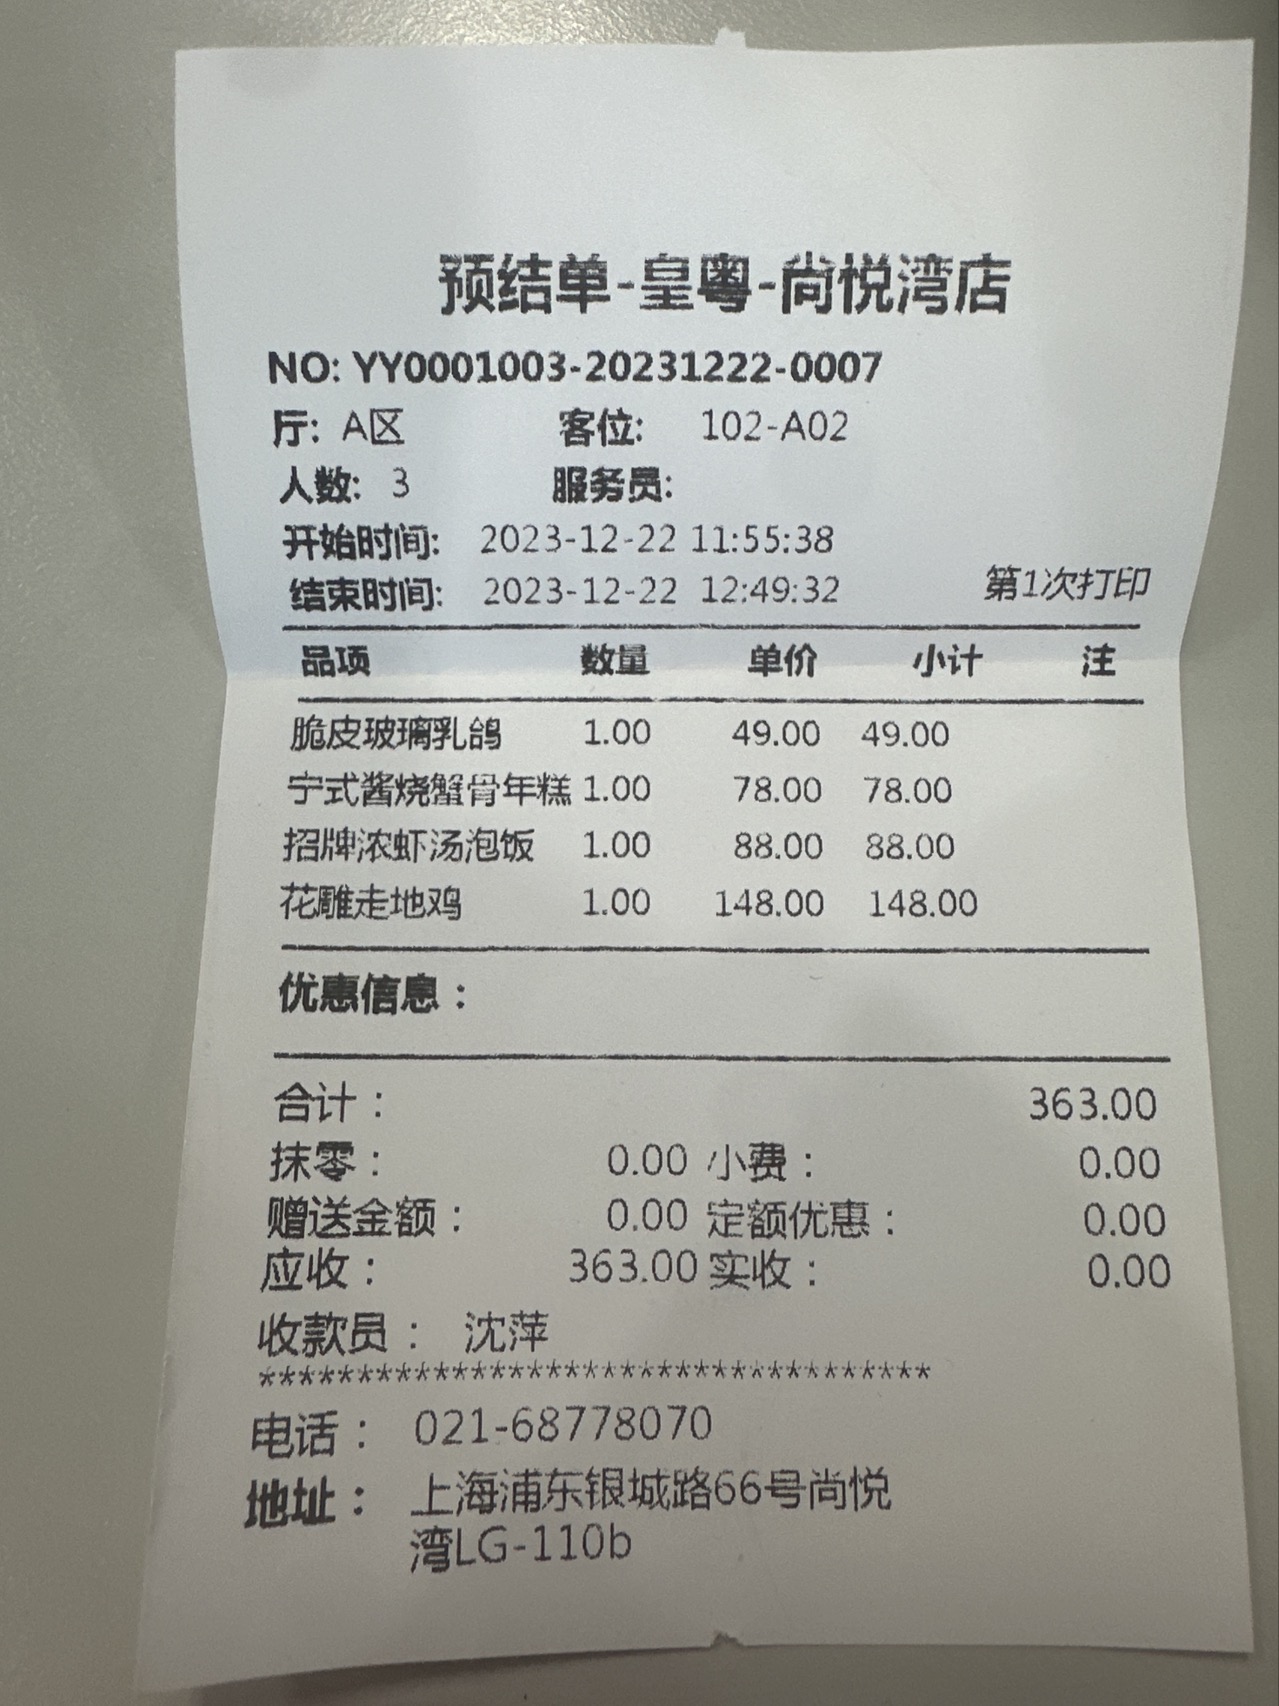 预结单-皇粤-尚悦湾店
NO: YY0001003-20231222-0007
厅: A区 客位: 102-A02
人数: 3 服务员:
开始时间: 2023-12-22 11:55:38
结束时间: 2023-12-22 12:49:32 第1次打印
品项 数量 单价 小计 注
脆皮玻璃乳鸽 1.00 49.00 49.00
宁式酱烧蟹骨年糕 1.00 78.00 78.00
招牌浓虾汤泡饭 1.00 88.00 88.00
花雕走地鸡 1.00 148.00 148.00
优惠信息：
合计： 363.00
抹零： 0.00 小费： 0.00
赠送金额： 0.00 定额优惠： 0.00
应收： 363.00 实收： 0.00
收款员： 沈萍
**********************************
电话： 021-68778070
地址： 上海浦东银城路66号尚悦
湾LG-110b